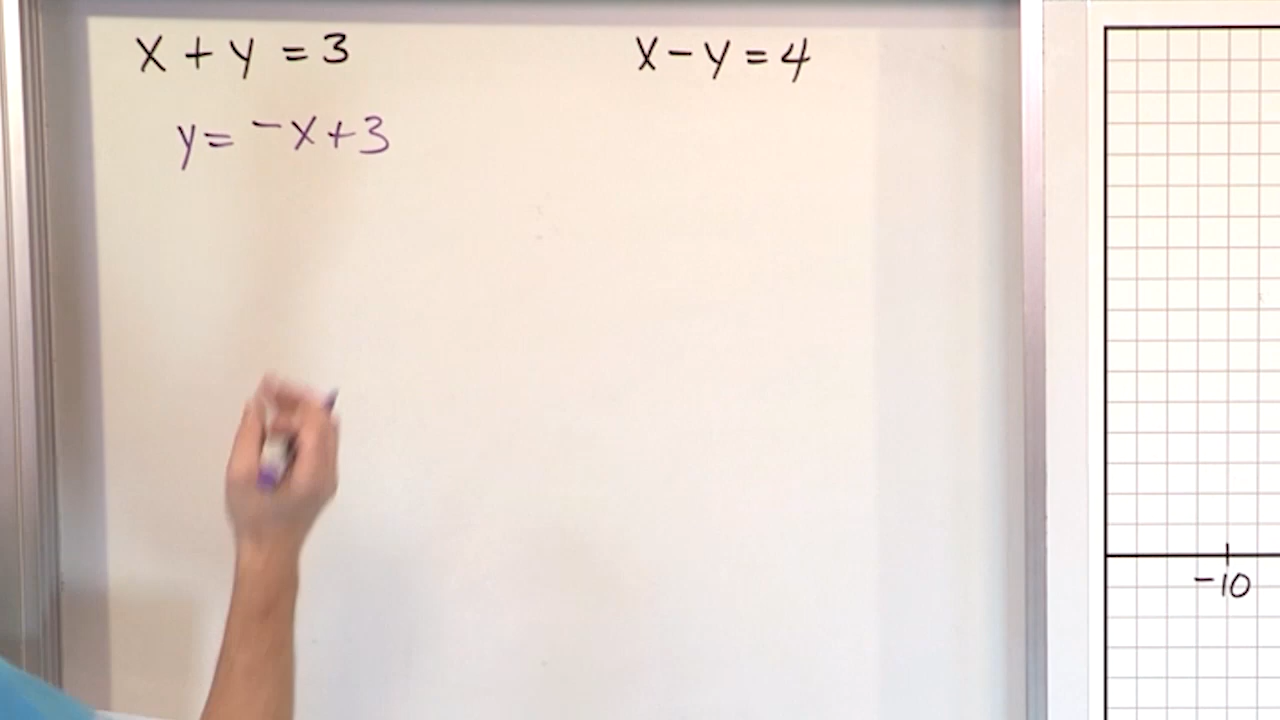 x + y = 3
x - y = 4
y = -x + 3
-10